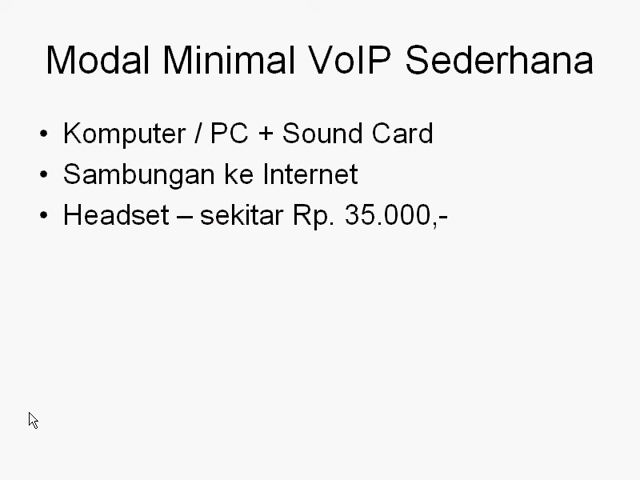 Modal Minimal VoIP Sederhana
• Komputer / PC + Sound Card
• Sambungan ke Internet
• Headset – sekitar Rp. 35.000,-